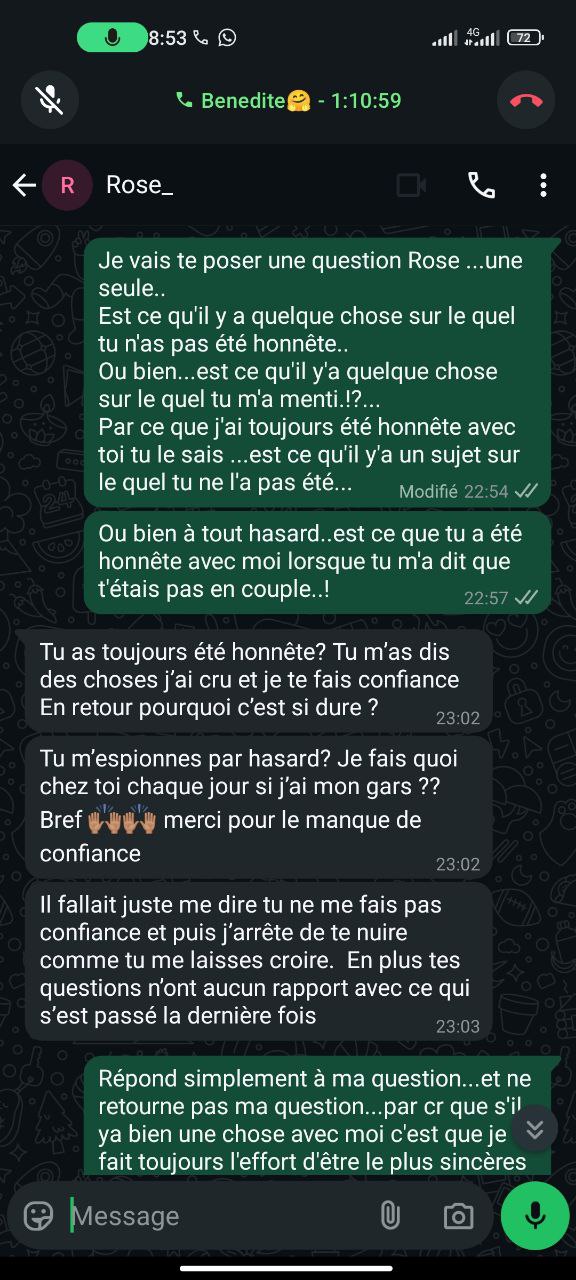 8:53
4G
72
Benedite🤗 - 1:10:59
R
Rose_
Je vais te poser une question Rose ...une
seule..
Est ce qu'il y a quelque chose sur le quel
tu n'as pas été honnête..
Ou bien...est ce qu'il y'a quelque chose
sur le quel tu m'a menti.!?...
Par ce que j'ai toujours été honnête avec
toi tu le sais ...est ce qu'il y'a un sujet sur
le quel tu ne l'a pas été...
Modifié 22:54
Ou bien à tout hasard..est ce que tu a été
honnête avec moi lorsque tu m'a dit que
t'étais pas en couple..!
22:57
Tu as toujours été honnête? Tu m'as dis
des choses j'ai cru et je te fais confiance
En retour pourquoi c'est si dure ?
23:02
Tu m'espionnes par hasard? Je fais quoi
chez toi chaque jour si j'ai mon gars ??
Bref 🙌🏽🙌🏽 merci pour le manque de
confiance
23:02
Il fallait juste me dire tu ne me fais pas
confiance et puis j'arrête de te nuire
comme tu me laisses croire.  En plus tes
questions n'ont aucun rapport avec ce qui
s'est passé la dernière fois
23:03
Répond simplement à ma question...et ne
retourne pas ma question...par cr que s'il
ya bien une chose avec moi c'est que je
fait toujours l'effort d'être le plus sincères
Message